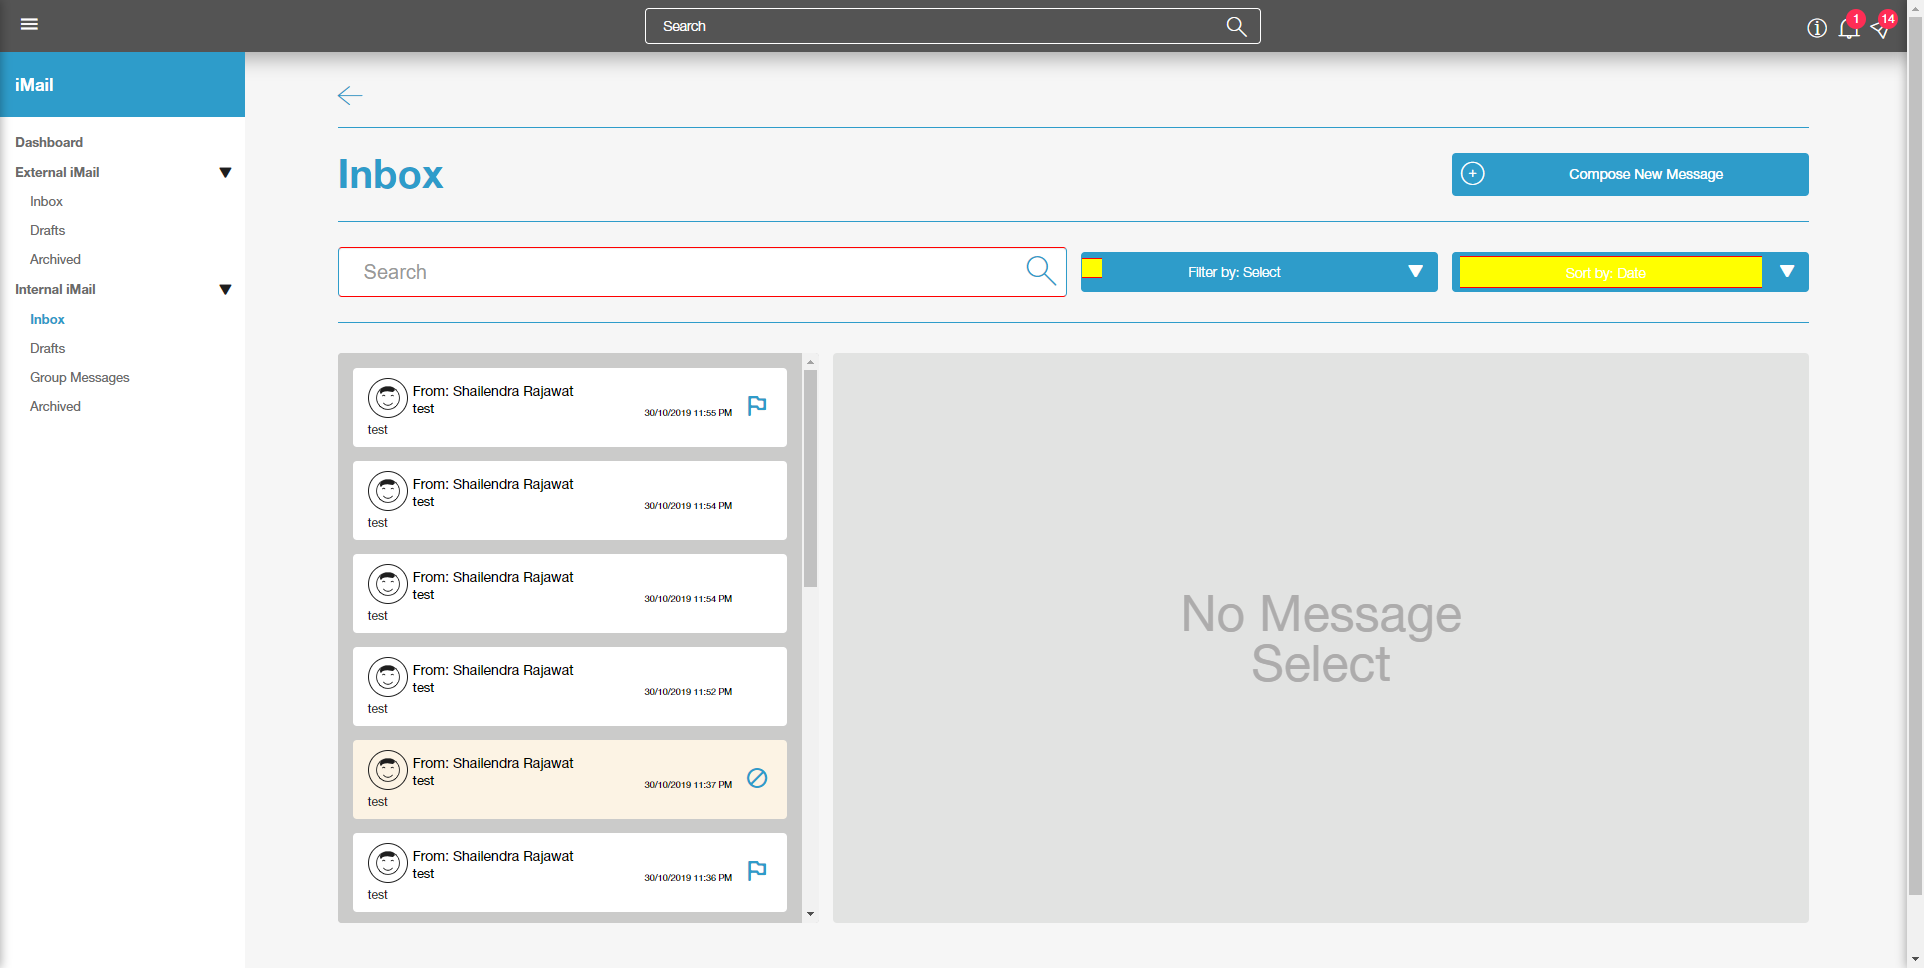 Search
1
14
iMail
Dashboard
External iMail
Inbox
Drafts
Archived
Internal iMail
Inbox
Drafts
Group Messages
Archived
Inbox
Compose New Message
Search
Filter by: Select
Sort by: Date
From: Shailendra Rajawat
test
30/10/2019 11:55 PM
test
From: Shailendra Rajawat
test
30/10/2019 11:54 PM
test
From: Shailendra Rajawat
test
30/10/2019 11:54 PM
test
From: Shailendra Rajawat
test
30/10/2019 11:52 PM
test
From: Shailendra Rajawat
test
30/10/2019 11:37 PM
test
From: Shailendra Rajawat
test
30/10/2019 11:36 PM
test
No Message
Select